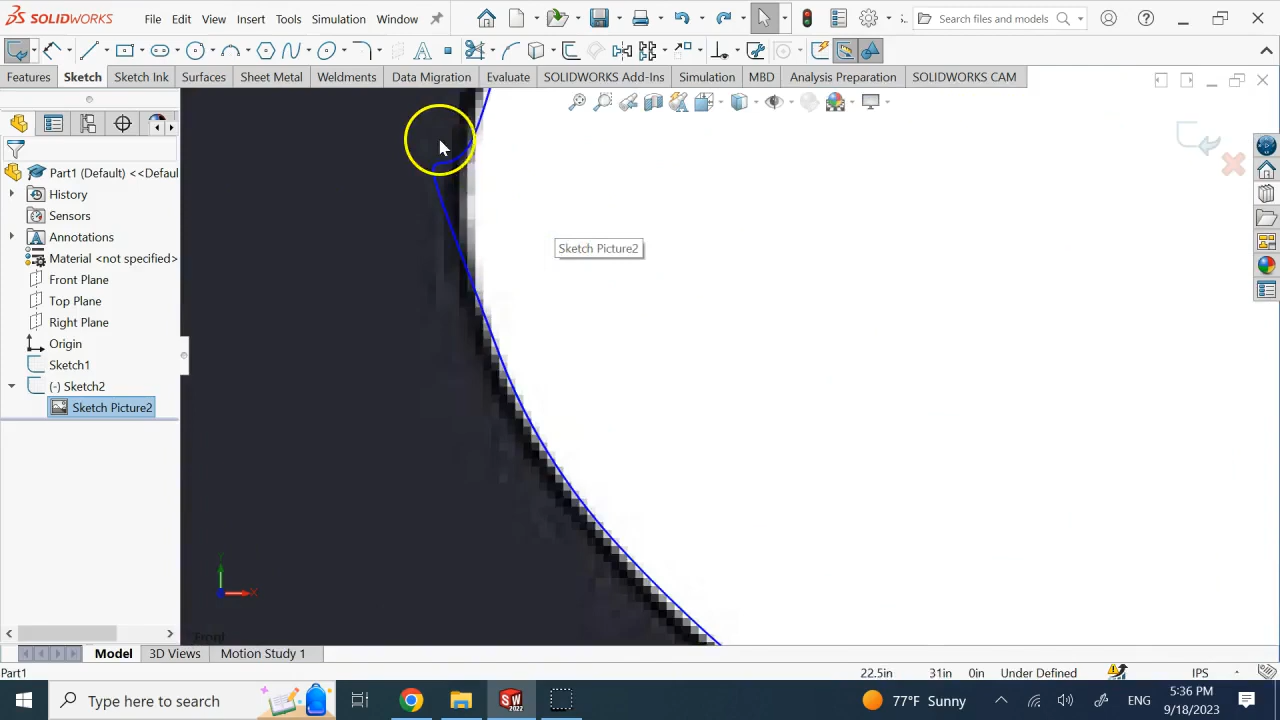 SOLIDWORKS File Edit View Insert Tools Simulation Window Search files and models
Features Sketch Sketch Ink Surfaces Sheet Metal Weldments Data Migration Evaluate SOLIDWORKS Add-Ins Simulation MBD Analysis Preparation SOLIDWORKS CAM
Part1 (Default) <<Defaul
History
Sensors
Annotations
Material <not specified>
Front Plane
Top Plane
Right Plane
Origin
Sketch1
(-) Sketch2
Sketch Picture2
Sketch Picture2
Y
X
Front
Model 3D Views Motion Study 1
Part1 22.5in 31in 0in Under Defined IPS
Type here to search SW 2022 77°F Sunny ENG 5:36 PM
9/18/2023